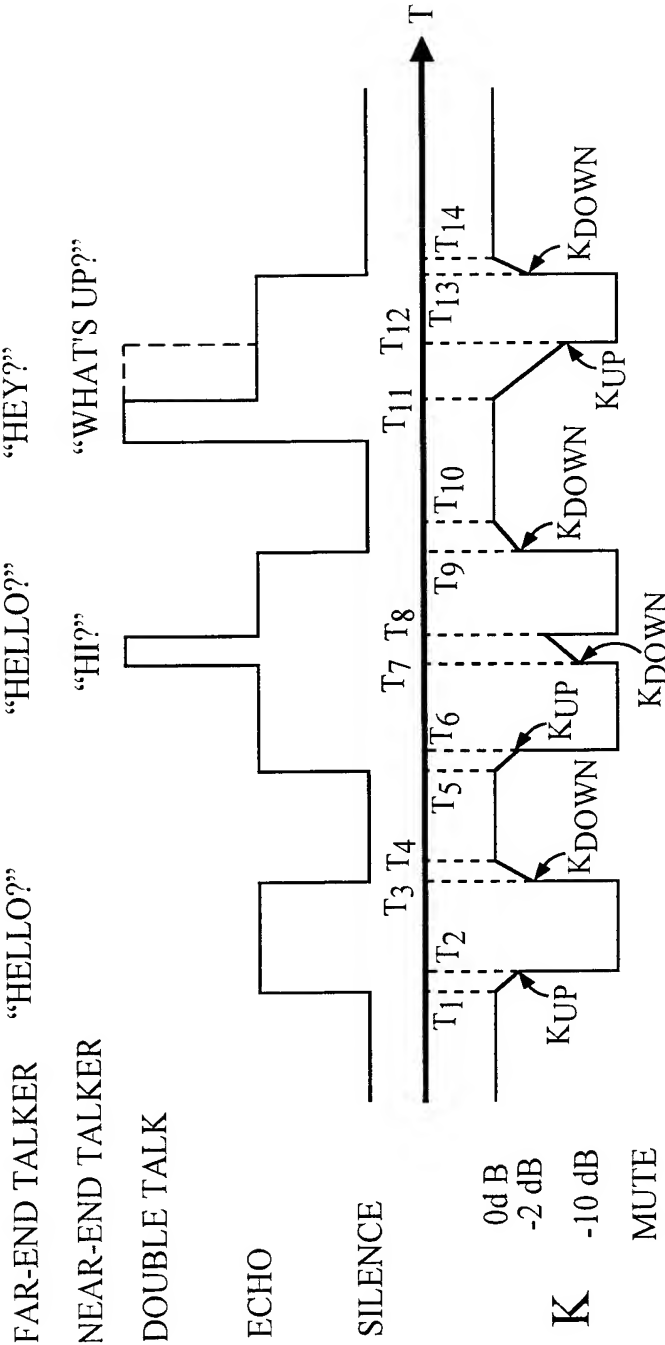 FAR-END TALKER “HELLO?” “HELLO?” “HEY?”
NEAR-END TALKER “HI?” “WHAT'S UP?”
DOUBLE TALK
ECHO
SILENCE
T
T3 T4 T7 T8 T11 T12
T1 T2 T5 T6 T9 T10 T13 T14
0d B
-2 dB
-10 dB
MUTE
K
KUP
KDOWN
KUP
KDOWN
KDOWN
KUP
KDOWN